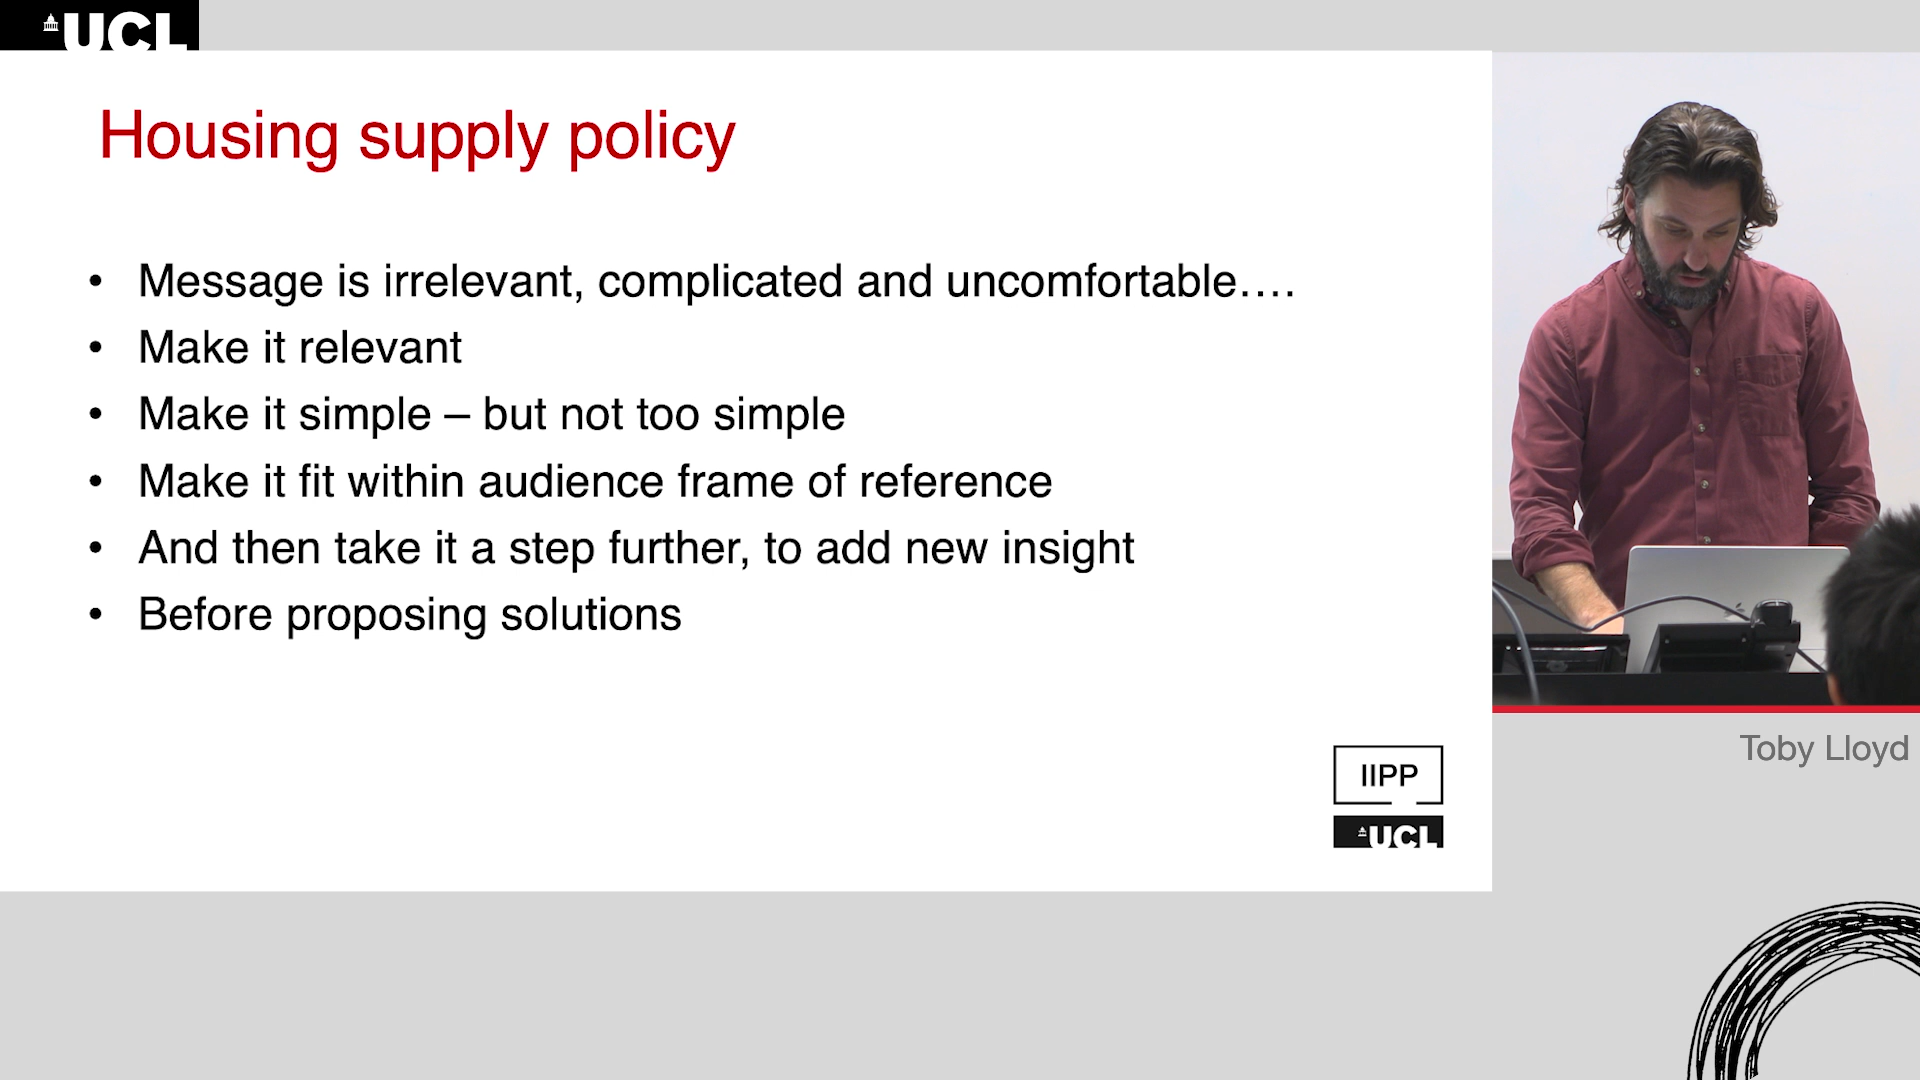 UCL
Housing supply policy
• Message is irrelevant, complicated and uncomfortable….
• Make it relevant
• Make it simple – but not too simple
• Make it fit within audience frame of reference
• And then take it a step further, to add new insight
• Before proposing solutions
IIPP
UCL
Toby Lloyd